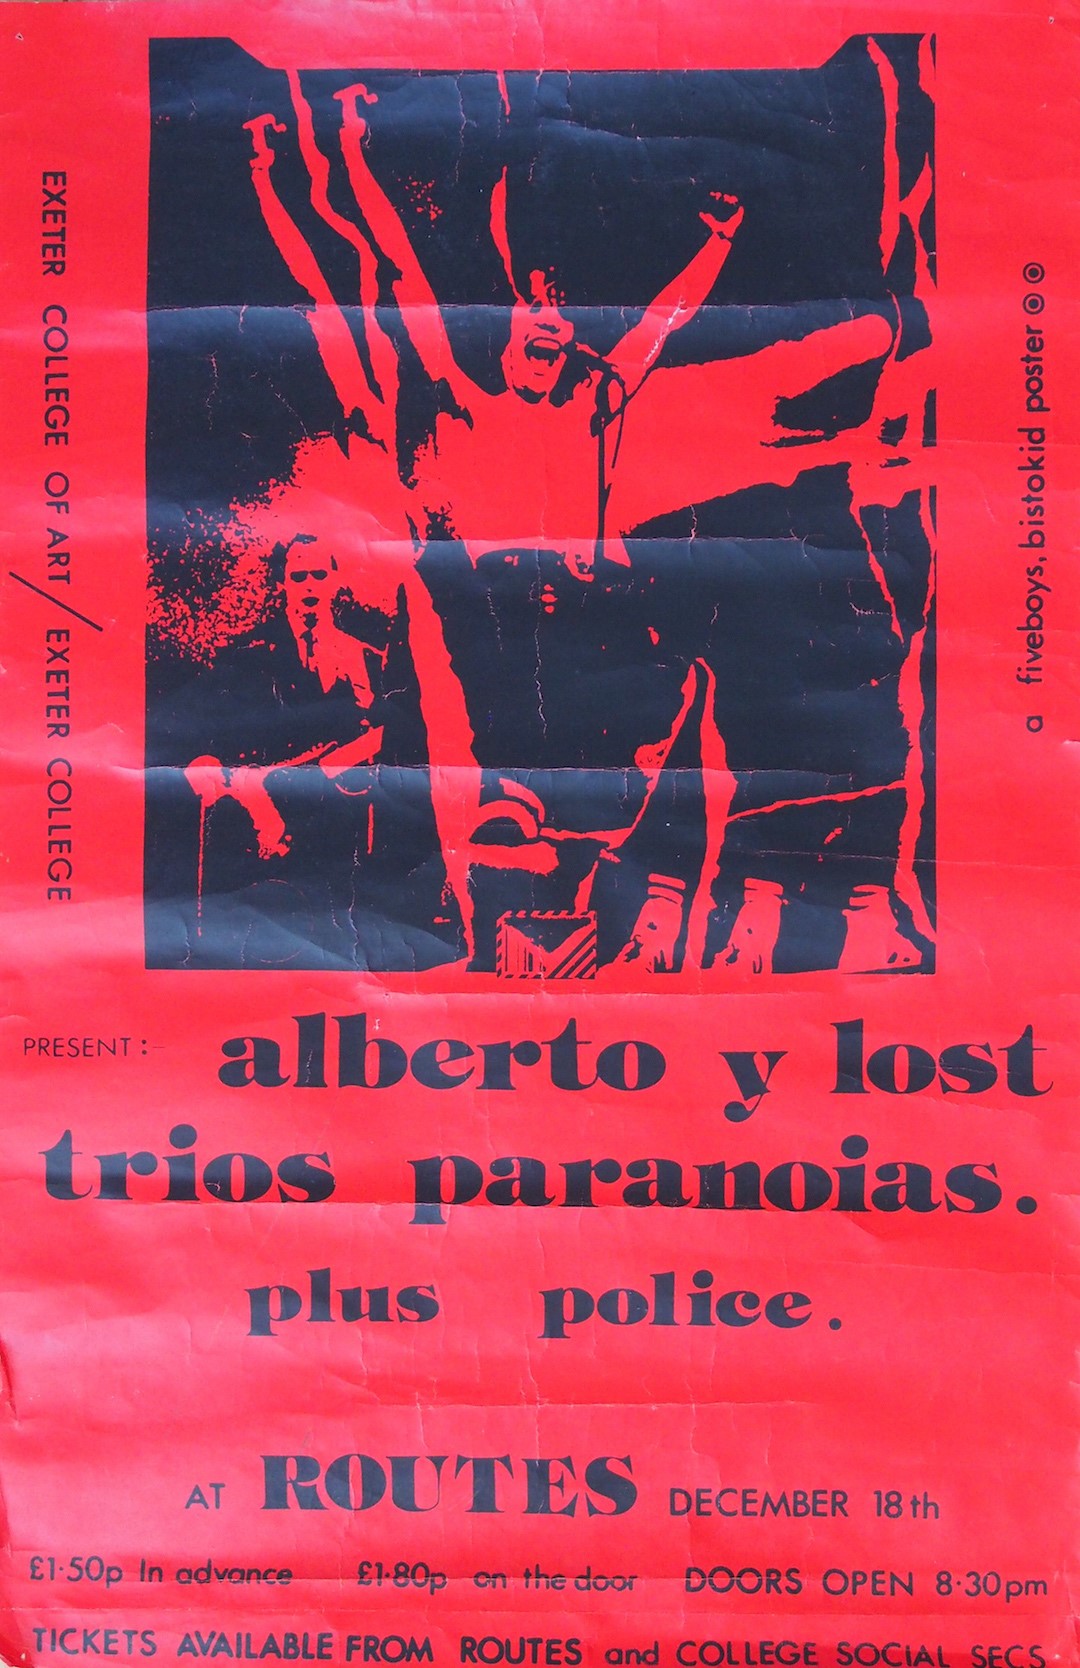 EXETER COLLEGE OF ART / EXETER COLLEGE
a fiveboys, bistokid poster
PRESENT :-
alberto y lost
trios paranoias.
plus police.
AT ROUTES DECEMBER 18th
£1·50p In advance £1·80p on the door DOORS OPEN 8·30pm
TICKETS AVAILABLE FROM ROUTES and COLLEGE SOCIAL SECS